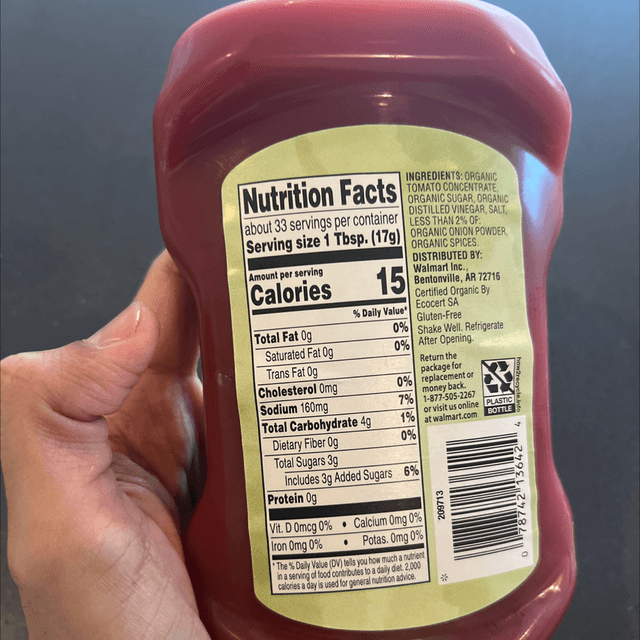 Nutrition Facts
about 33 servings per container
Serving size 1 Tbsp. (17g)
Amount per serving
Calories 15
% Daily Value*
Total Fat 0g 0%
Saturated Fat 0g 0%
Trans Fat 0g
Cholesterol 0mg 0%
Sodium 160mg 7%
Total Carbohydrate 4g 1%
Dietary Fiber 0g 0%
Total Sugars 3g
Includes 3g Added Sugars 6%
Protein 0g
Vit. D 0mcg 0% • Calcium 0mg 0%
Iron 0mg 0% • Potas. 0mg 0%
* The % Daily Value (DV) tells you how much a nutrient
in a serving of food contributes to a daily diet. 2,000
calories a day is used for general nutrition advice.
INGREDIENTS: ORGANIC
TOMATO CONCENTRATE,
ORGANIC SUGAR, ORGANIC
DISTILLED VINEGAR, SALT,
LESS THAN 2% OF:
ORGANIC ONION POWDER,
ORGANIC SPICES.
DISTRIBUTED BY:
Walmart Inc.,
Bentonville, AR 72716
Certified Organic By
Ecocert SA
Gluten-Free
Shake Well. Refrigerate
After Opening.
Return the
package for
replacement or
money back.
1-877-505-2267
or visit us online
at walmart.com
PLASTIC
BOTTLE
how2recycle.info
209713
0 78742 13642 4